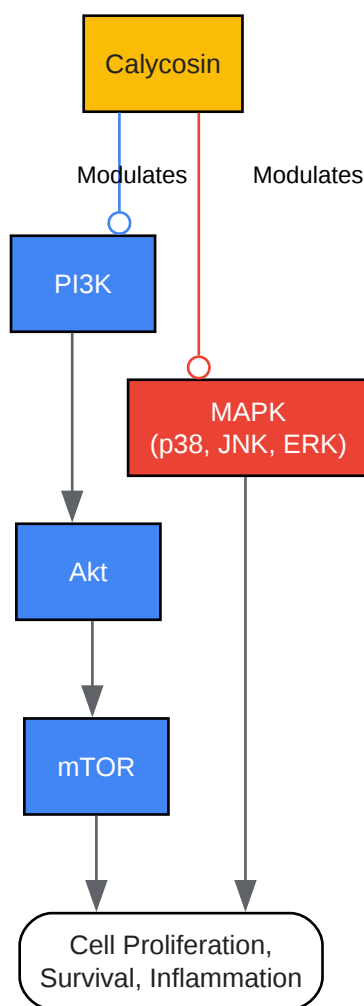 Calycosin
Modulates
Modulates
PI3K
MAPK
(p38, JNK, ERK)
Akt
mTOR
Cell Proliferation,
Survival, Inflammation